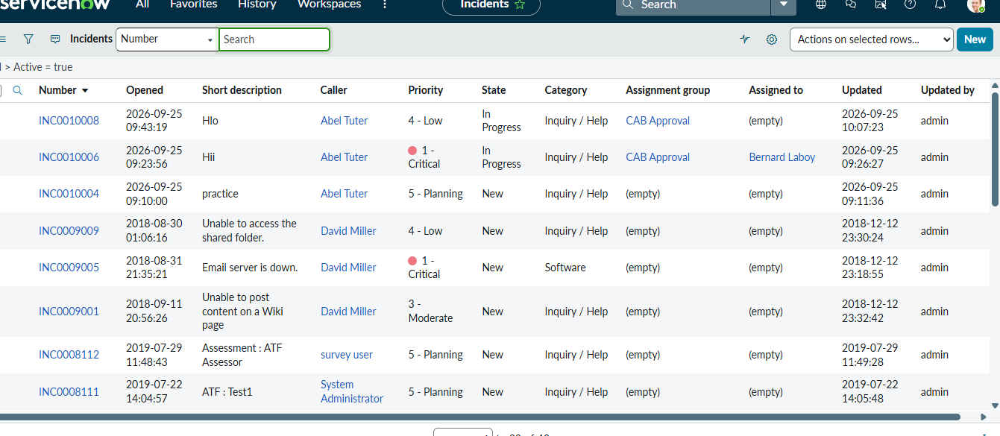 servicenow All Favorites History Workspaces Incidents Search
Incidents Number Search Actions on selected rows... New
> Active = true
Number Opened Short description Caller Priority State Category Assignment group Assigned to Updated Updated by
INC0010008 2026-09-25 09:43:19 Hlo Abel Tuter 4 - Low In Progress Inquiry / Help CAB Approval (empty) 2026-09-25 10:07:23 admin
INC0010006 2026-09-25 09:23:56 Hii Abel Tuter 1 - Critical In Progress Inquiry / Help CAB Approval Bernard Laboy 2026-09-25 09:26:27 admin
INC0010004 2026-09-25 09:10:00 practice Abel Tuter 5 - Planning New Inquiry / Help (empty) (empty) 2026-09-25 09:11:36 admin
INC0009009 2018-08-30 01:06:16 Unable to access the shared folder. David Miller 4 - Low New Inquiry / Help (empty) (empty) 2018-12-12 23:30:24 admin
INC0009005 2018-08-31 21:35:21 Email server is down. David Miller 1 - Critical New Software (empty) (empty) 2018-12-12 23:18:55 admin
INC0009001 2018-09-11 20:56:26 Unable to post content on a Wiki page David Miller 3 - Moderate New Inquiry / Help (empty) (empty) 2018-12-12 23:32:42 admin
INC0008112 2019-07-29 11:48:43 Assessment : ATF Assessor survey user 5 - Planning New Inquiry / Help (empty) (empty) 2019-07-29 11:49:28 admin
INC0008111 2019-07-22 14:04:57 ATF : Test1 System Administrator 5 - Planning New Inquiry / Help (empty) (empty) 2019-07-22 14:05:48 admin